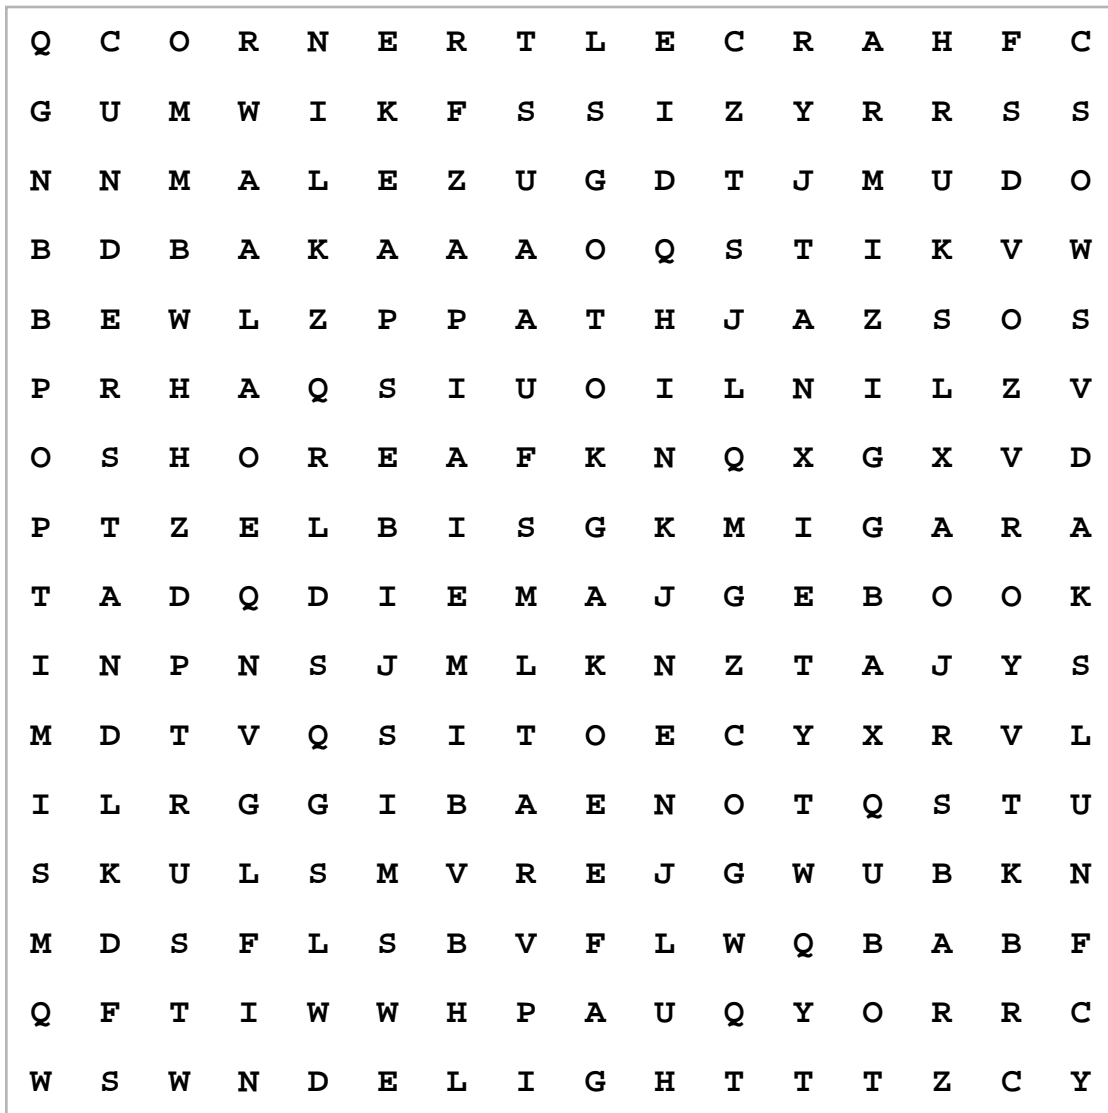 Q C O R N E R T L E C R A H F C
G U M W I K F S S I Z Y R R S S
N N M A L E Z U G D T J M U D O
B D B A K A A A O Q S T I K V W
B E W L Z P P A T H J A Z S O S
P R H A Q S I U O I L N I L Z V
O S H O R E A F K N Q X G X V D
P T Z E L B I S G K M I G A R A
T A D Q D I E M A J G E B O O K
I N P N S J M L K N Z T A J Y S
M D T V Q S I T O E C Y X R V L
I L R G G I B A E N O T Q S T U
S K U L S M V R E J G W U B K N
M D S F L S B V F L W Q B A B F
Q F T I W W H P A U Q Y O R R C
W S W N D E L I G H T T T Z C Y